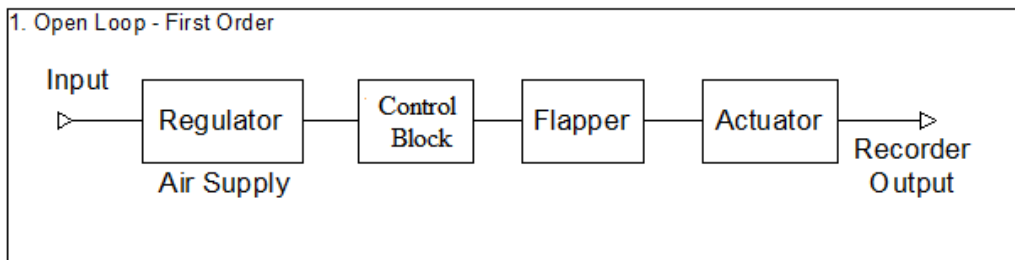 1. Open Loop - First Order
Input
Regulator
Air Supply
Control
Block
Flapper
Actuator
Recorder
Output